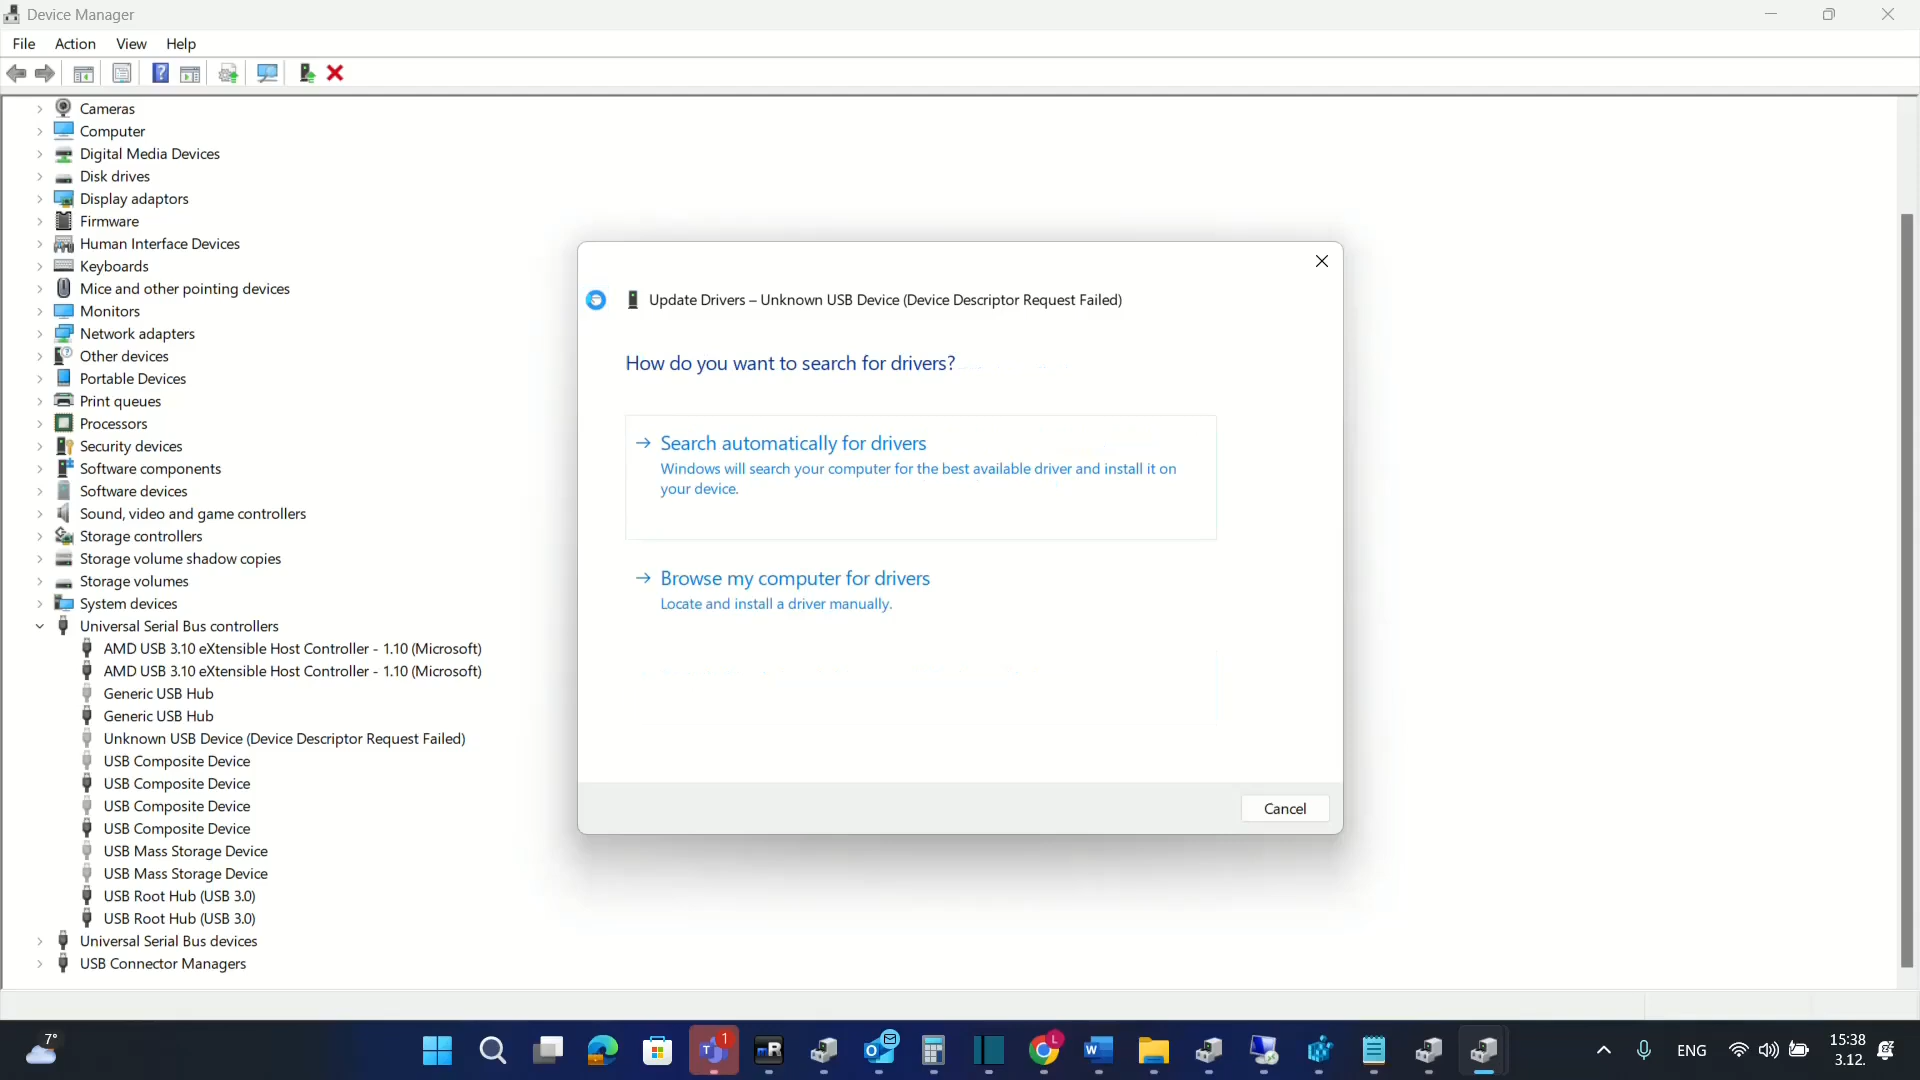 Device Manager
File Action View Help
Cameras
Computer
Digital Media Devices
Disk drives
Display adaptors
Firmware
Human Interface Devices
Keyboards
Mice and other pointing devices
Monitors
Network adapters
Other devices
Portable Devices
Print queues
Processors
Security devices
Software components
Software devices
Sound, video and game controllers
Storage controllers
Storage volume shadow copies
Storage volumes
System devices
Universal Serial Bus controllers
AMD USB 3.10 eXtensible Host Controller - 1.10 (Microsoft)
AMD USB 3.10 eXtensible Host Controller - 1.10 (Microsoft)
Generic USB Hub
Generic USB Hub
Unknown USB Device (Device Descriptor Request Failed)
USB Composite Device
USB Composite Device
USB Composite Device
USB Composite Device
USB Mass Storage Device
USB Mass Storage Device
USB Root Hub (USB 3.0)
USB Root Hub (USB 3.0)
Universal Serial Bus devices
USB Connector Managers
Update Drivers – Unknown USB Device (Device Descriptor Request Failed)
How do you want to search for drivers?
Search automatically for drivers
Windows will search your computer for the best available driver and install it on
your device.
Browse my computer for drivers
Locate and install a driver manually.
Cancel
7°
1
L
ENG
15:38
3.12.